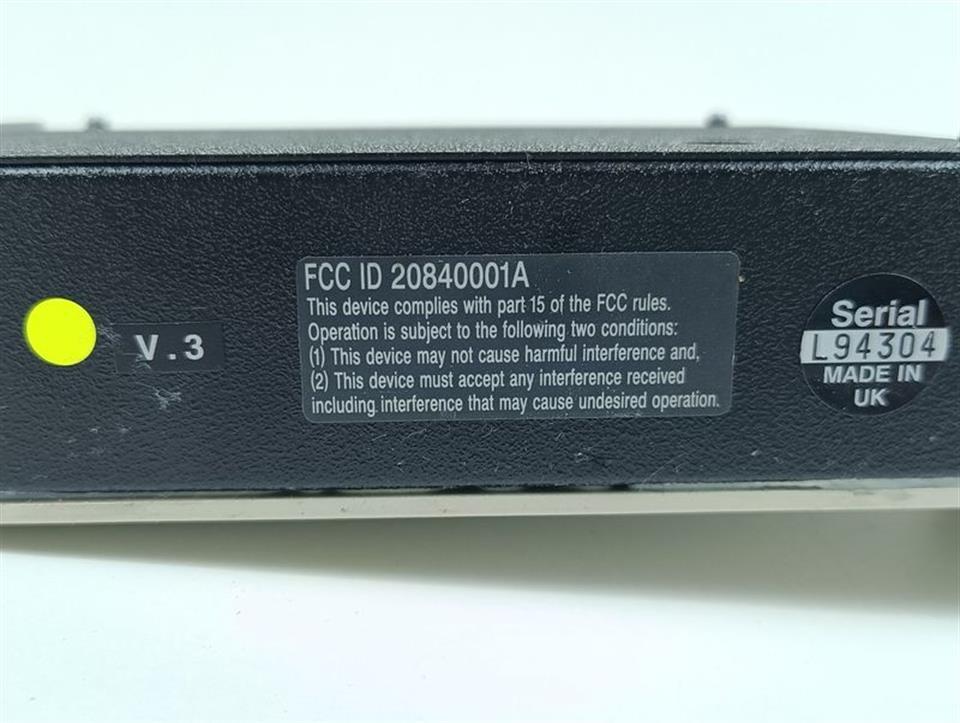 V.3
FCC ID 20840001A
This device complies with part 15 of the FCC rules.
Operation is subject to the following two conditions:
(1) This device may not cause harmful interference and,
(2) This device must accept any interference received
including interference that may cause undesired operation.
Serial
L94304
MADE IN
UK